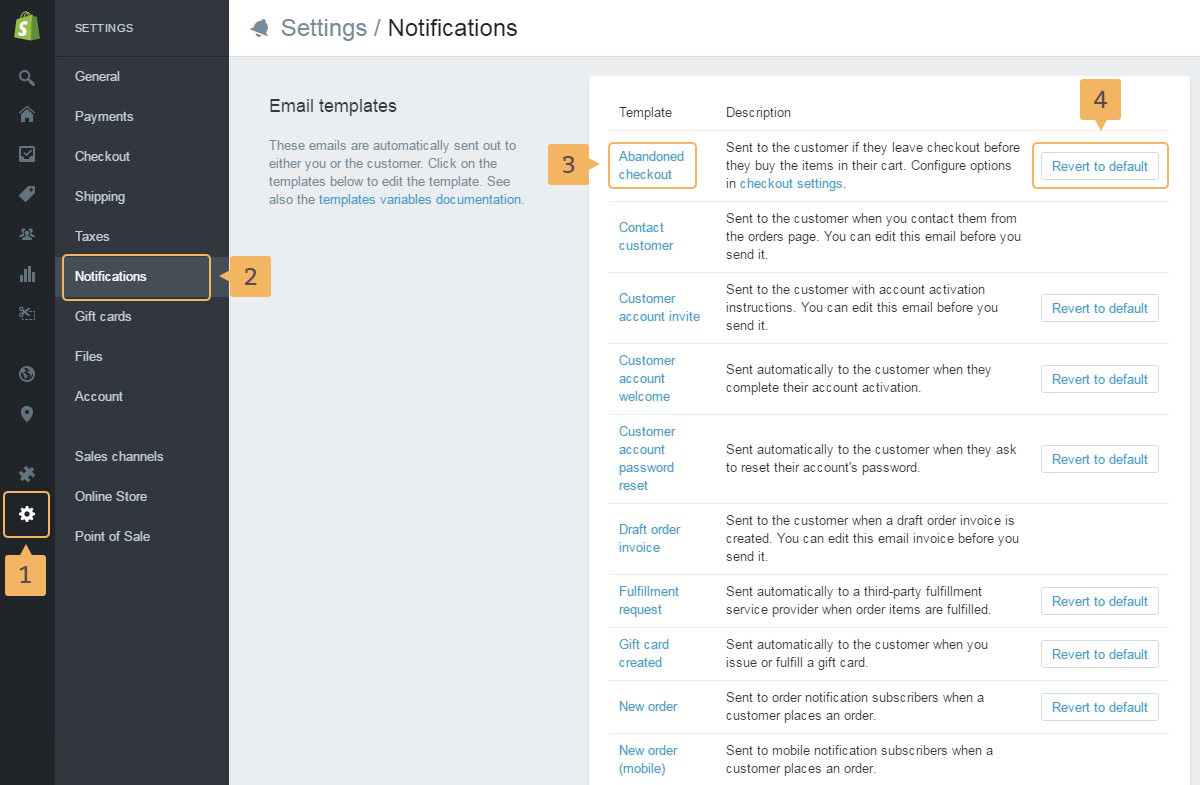 SETTINGS
General
Payments
Checkout
Shipping
Taxes
Notifications
Gift cards
Files
Account
Sales channels
Online Store
Point of Sale
1
2
Settings / Notifications
Email templates
These emails are automatically sent out to
either you or the customer. Click on the
templates below to edit the template. See
also the templates variables documentation.
3
4
Template Description
Abandoned
checkout
Sent to the customer if they leave checkout before
they buy the items in their cart. Configure options
in checkout settings.
Revert to default
Contact
customer
Sent to the customer when you contact them from
the orders page. You can edit this email before you
send it.
Customer
account invite
Sent to the customer with account activation
instructions. You can edit this email before you
send it.
Revert to default
Customer
account
welcome
Sent automatically to the customer when they
complete their account activation.
Revert to default
Customer
account
password
reset
Sent automatically to the customer when they ask
to reset their account's password.
Revert to default
Draft order
invoice
Sent to the customer when a draft order invoice is
created. You can edit this email invoice before you
send it.
Fulfillment
request
Sent automatically to a third-party fulfillment
service provider when order items are fulfilled.
Revert to default
Gift card
created
Sent automatically to the customer when you
issue or fulfill a gift card.
Revert to default
New order
Sent to order notification subscribers when a
customer places an order.
Revert to default
New order
(mobile)
Sent to mobile notification subscribers when a
customer places an order.